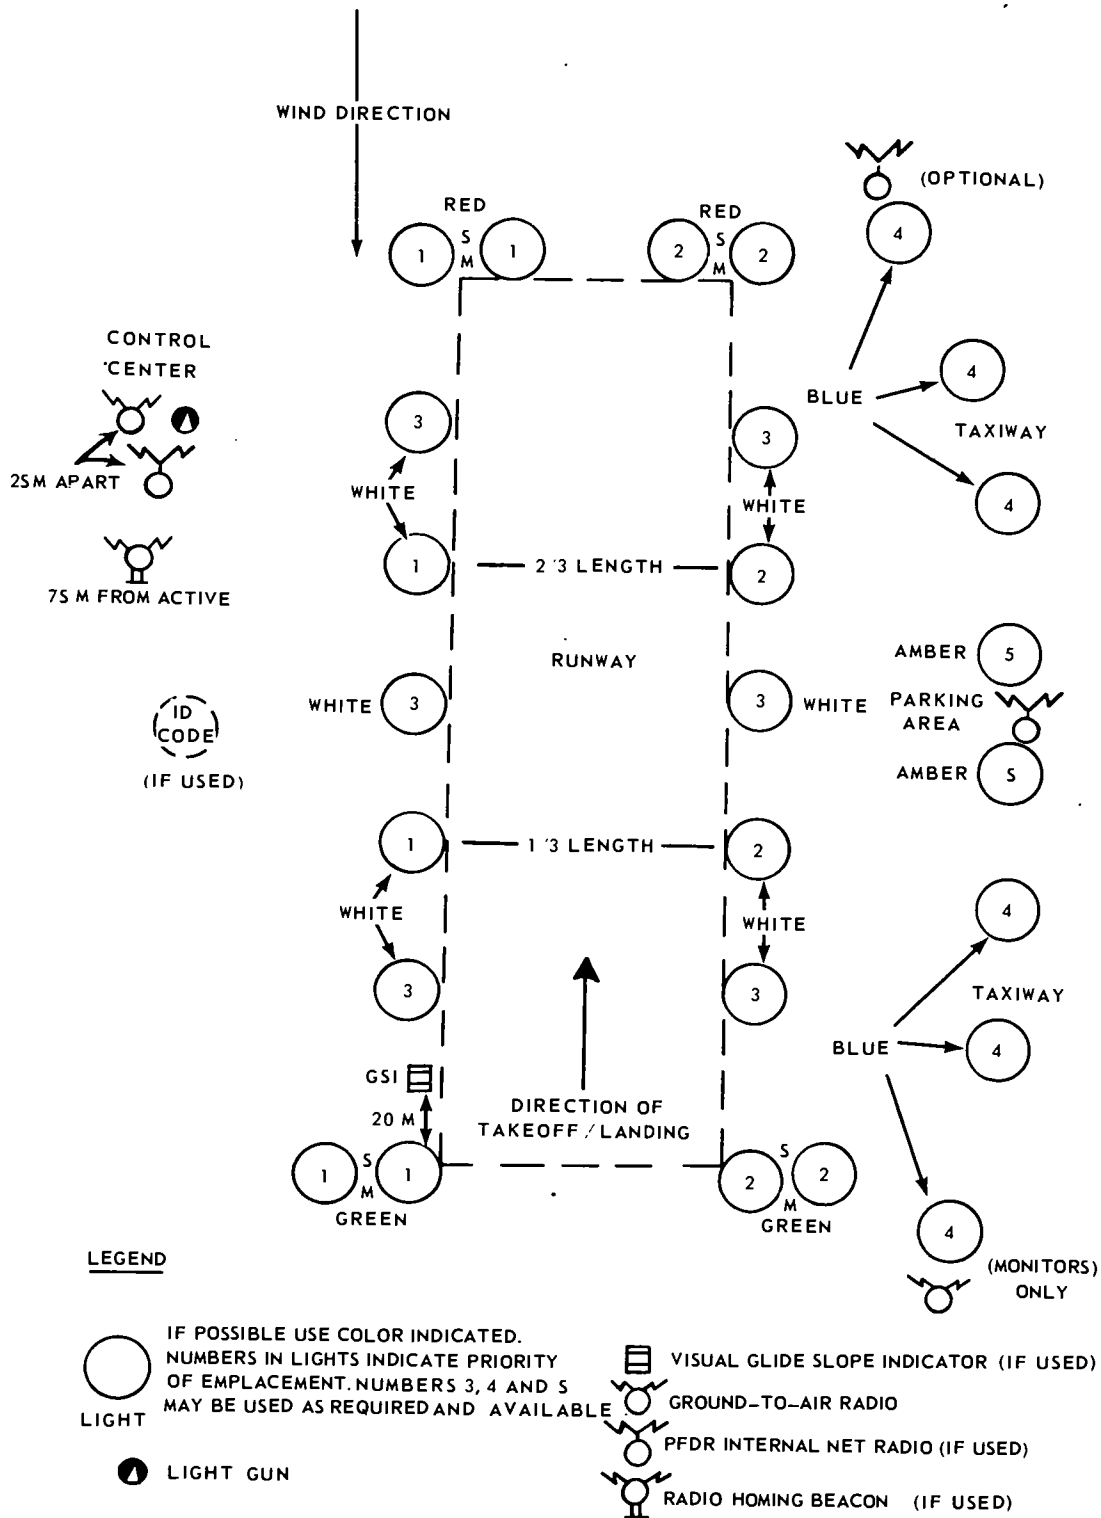 WIND DIRECTION
(OPTIONAL)
RED
RED
1
S
M
1
2
S
M
2
4
CONTROL
CENTER
4
BLUE
3
3
TAXIWAY
2SM APART
WHITE
WHITE
4
1
2'3 LENGTH
2
7S M FROM ACTIVE
RUNWAY
AMBER
5
WHITE
3
3
WHITE
PARKING
AREA
ID
CODE
(IF USED)
AMBER
S
1
1'3 LENGTH
2
WHITE
WHITE
4
3
3
TAXIWAY
BLUE
4
GSI
20 M
DIRECTION OF
TAKEOFF/LANDING
1
S
M
1
2
S
M
2
GREEN
GREEN
4
(MONITORS)
ONLY
LEGEND
IF POSSIBLE USE COLOR INDICATED.
NUMBERS IN LIGHTS INDICATE PRIORITY
OF EMPLACEMENT. NUMBERS 3, 4 AND S
MAY BE USED AS REQUIRED AND AVAILABLE
LIGHT
LIGHT GUN
VISUAL GLIDE SLOPE INDICATOR (IF USED)
GROUND-TO-AIR RADIO
PFDR INTERNAL NET RADIO (IF USED)
RADIO HOMING BEACON (IF USED)